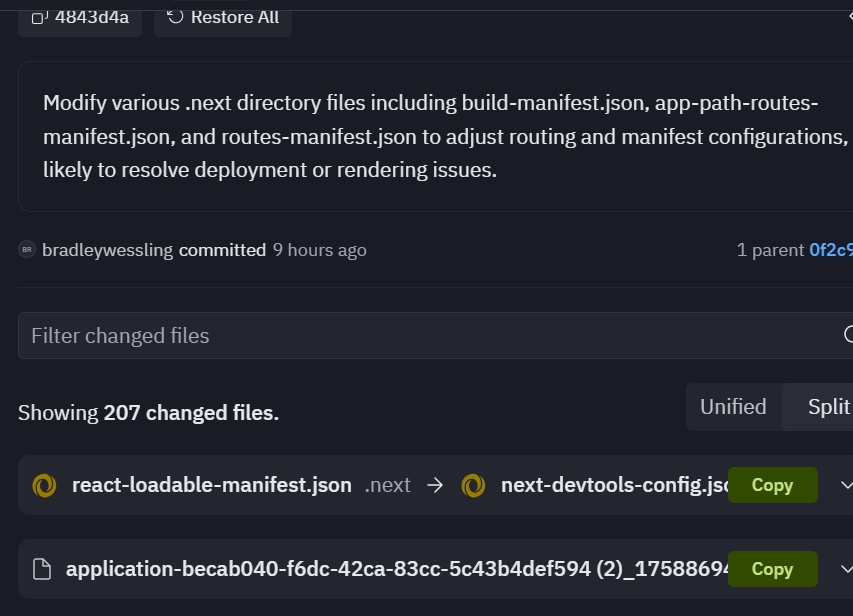 4843d4a Restore All
Modify various .next directory files including build-manifest.json, app-path-routes-
manifest.json, and routes-manifest.json to adjust routing and manifest configurations,
likely to resolve deployment or rendering issues.
BR bradleywessling committed 9 hours ago 1 parent 0f2c9
Filter changed files
Showing 207 changed files.
Unified Split
react-loadable-manifest.json .next → next-devtools-config.jso Copy
application-becab040-f6dc-42ca-83cc-5c43b4def594 (2)_17588694 Copy